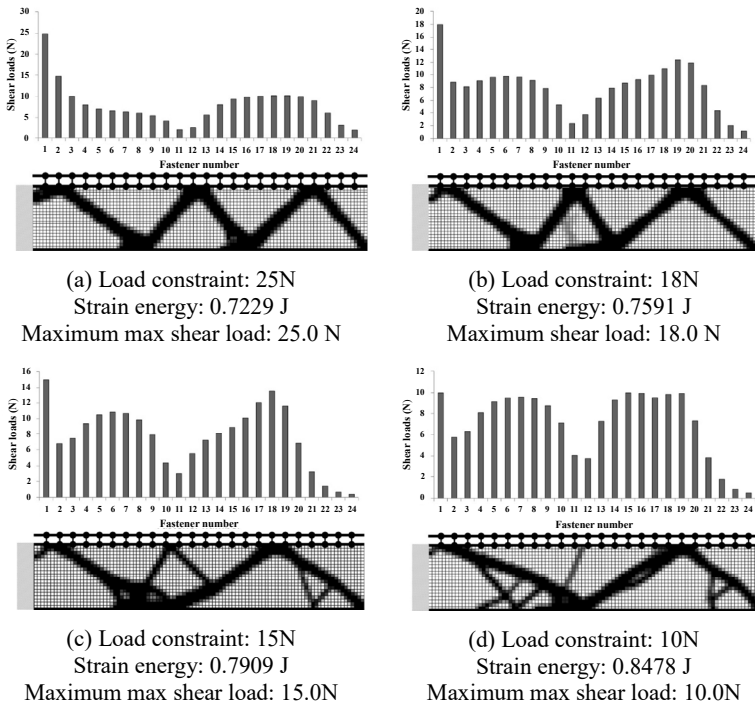 30
25
20
15
10
5
0
Shear loads (N)
1 2 3 4 5 6 7 8 9 10 11 12 13 14 15 16 17 18 19 20 21 22 23 24
Fastener number
(a) Load constraint: 25N
Strain energy: 0.7229 J
Maximum max shear load: 25.0 N
20
18
16
14
12
10
8
6
4
2
0
Shear loads (N)
1 2 3 4 5 6 7 8 9 10 11 12 13 14 15 16 17 18 19 20 21 22 23 24
Fastener number
(b) Load constraint: 18N
Strain energy: 0.7591 J
Maximum shear load: 18.0 N
16
14
12
10
8
6
4
2
0
Shear loads (N)
1 2 3 4 5 6 7 8 9 10 11 12 13 14 15 16 17 18 19 20 21 22 23 24
Fastener number
(c) Load constraint: 15N
Strain energy: 0.7909 J
Maximum max shear load: 15.0N
12
10
8
6
4
2
0
Shear loads (N)
1 2 3 4 5 6 7 8 9 10 11 12 13 14 15 16 17 18 19 20 21 22 23 24
Fastener number
(d) Load constraint: 10N
Strain energy: 0.8478 J
Maximum max shear load: 10.0N